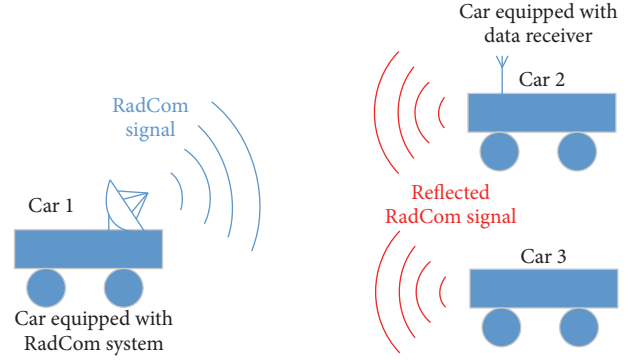 Car equipped with
data receiver
Car 2
RadCom
signal
Car 1
Reflected
RadCom signal
Car 3
Car equipped with
RadCom system